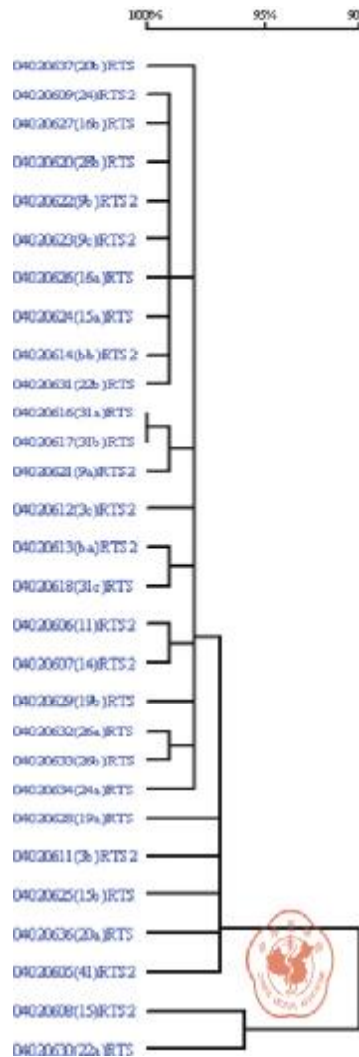 100% 95% 90
04020637(20b)RTS
04020609(24)RTS2
04020627(16b)RTS
04020620(28b)RTS
04020622(9b)RTS2
04020623(9c)RTS2
04020626(16a)RTS
04020624(15a)RTS
04020614(bb)RTS2
04020631(22b)RTS
04020616(31a)RTS
04020617(31b)RTS
04020621(9a)RTS2
04020612(3c)RTS2
04020613(ba)RTS2
04020618(31c)RTS
04020606(11)RTS2
04020607(14)RTS2
04020629(19b)RTS
04020632(26a)RTS
04020633(26b)RTS
04020634(24a)RTS
04020628(19a)RTS
04020611(3b)RTS2
04020625(15b)RTS
04020636(20a)RTS
04020605(41)RTS2
04020608(15)RTS2
04020630(22a)RTS